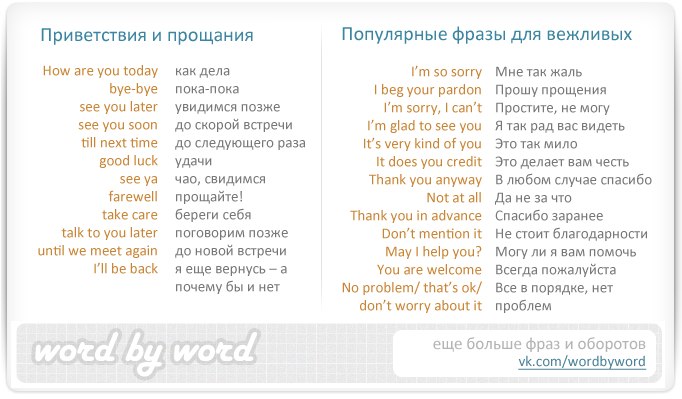 Приветствия и прощания
How are you today как дела
bye-bye пока-пока
see you later увидимся позже
see you soon до скорой встречи
till next time до следующего раза
good luck удачи
see ya чао, свидимся
farewell прощайте!
take care береги себя
talk to you later поговорим позже
until we meet again до новой встречи
I'll be back я еще вернусь – а
почему бы и нет
Популярные фразы для вежливых
I'm so sorry Мне так жаль
I beg your pardon Прошу прощения
I'm sorry, I can't Простите, не могу
I'm glad to see you Я так рад вас видеть
It's very kind of you Это так мило
It does you credit Это делает вам честь
Thank you anyway В любом случае спасибо
Not at all Да не за что
Thank you in advance Спасибо заранее
Don't mention it Не стоит благодарности
May I help you? Могу ли я вам помочь
You are welcome Всегда пожалуйста
No problem/ that's ok/ Все в порядке, нет
don't worry about it проблем
word by word
еще больше фраз и оборотов
vk.com/wordbyword